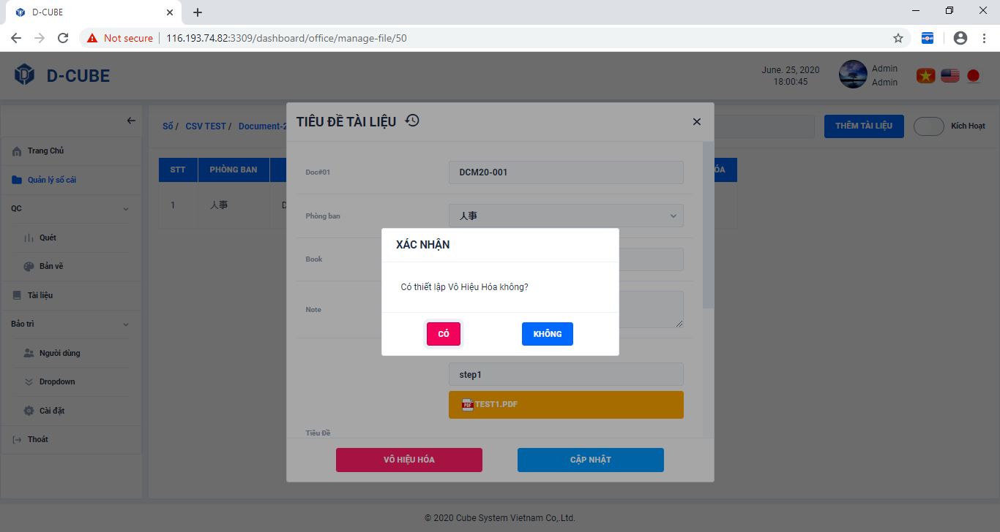 D-CUBE
Not secure 116.193.74.82:3309/dashboard/office/manage-file/50
D-CUBE
June. 25, 2020
18:00:45
Admin
Admin
Trang Chủ
Quản lý sổ cái
QC
Quét
Bản vẽ
Tài liệu
Bảo trì
Người dùng
Dropdown
Cài đặt
Thoát
Sổ / CSV TEST / Document-2
THÊM TÀI LIỆU
Kích Hoạt
STT PHÒNG BAN ÓA
1 人事 D
TIÊU ĐỀ TÀI LIỆU
Doc#01 DCM20-001
Phòng ban 人事
Book
Note
step1
PDF TEST1.PDF
Tiêu Đề
VÔ HIỆU HÓA CẬP NHẬT
XÁC NHẬN
Có thiết lập Vô Hiệu Hóa không?
CÓ KHÔNG
© 2020 Cube System Vietnam Co,.Ltd.